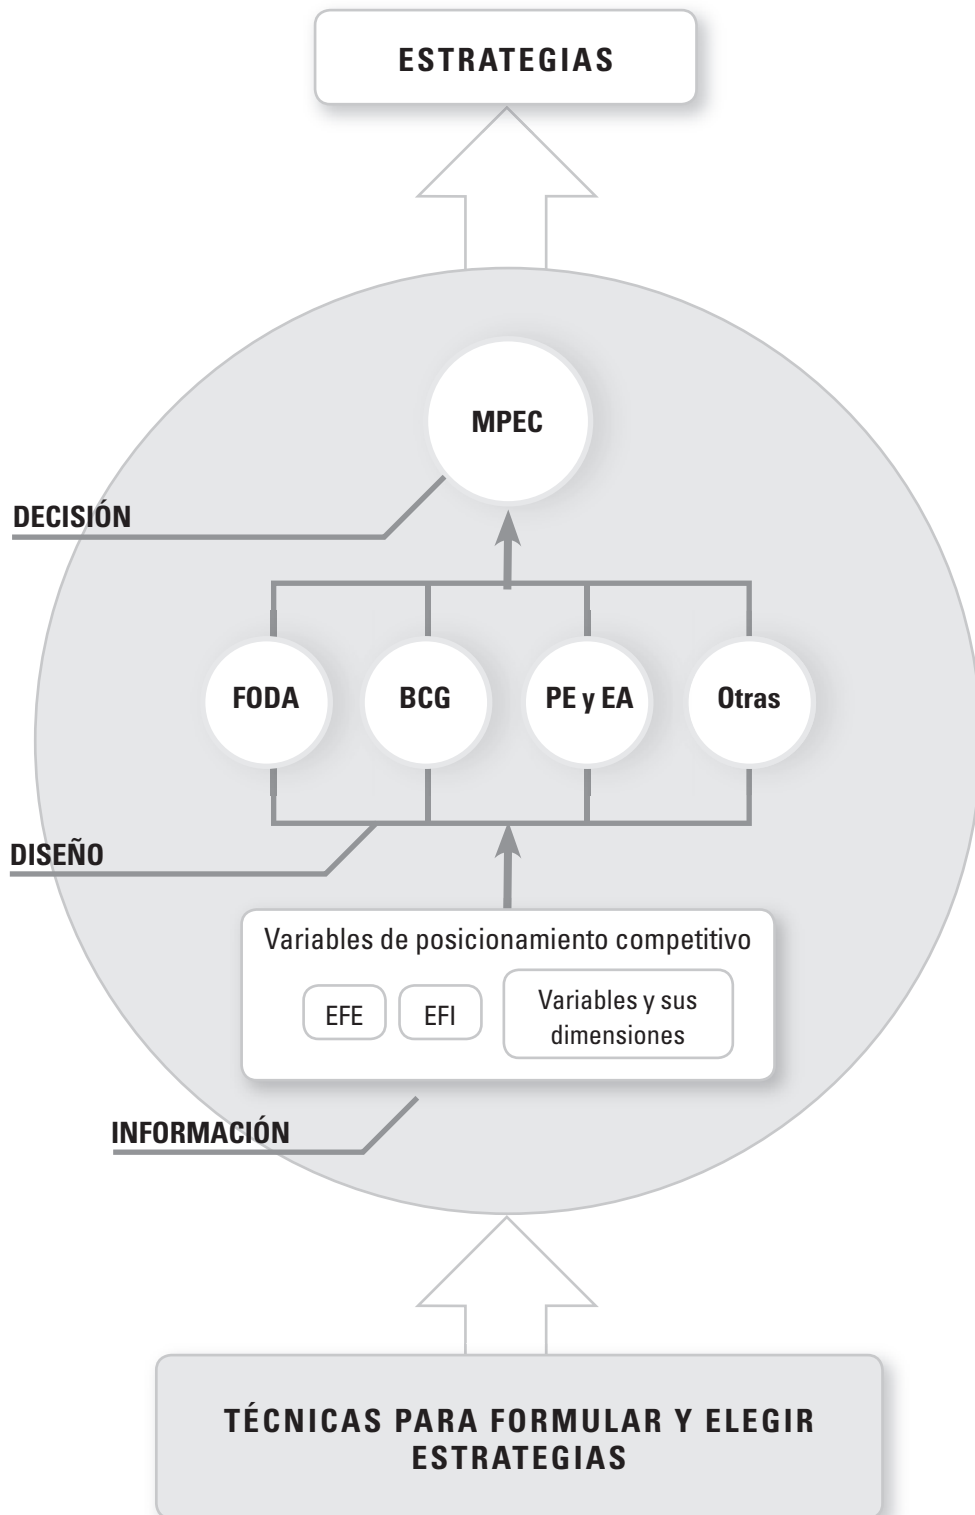 ESTRATEGIAS
MPEC
DECISIÓN
FODA
BCG
PE y EA
Otras
DISEÑO
Variables de posicionamiento competitivo
EFE
EFI
Variables y sus
dimensiones
INFORMACIÓN
TÉCNICAS PARA FORMULAR Y ELEGIR
ESTRATEGIAS